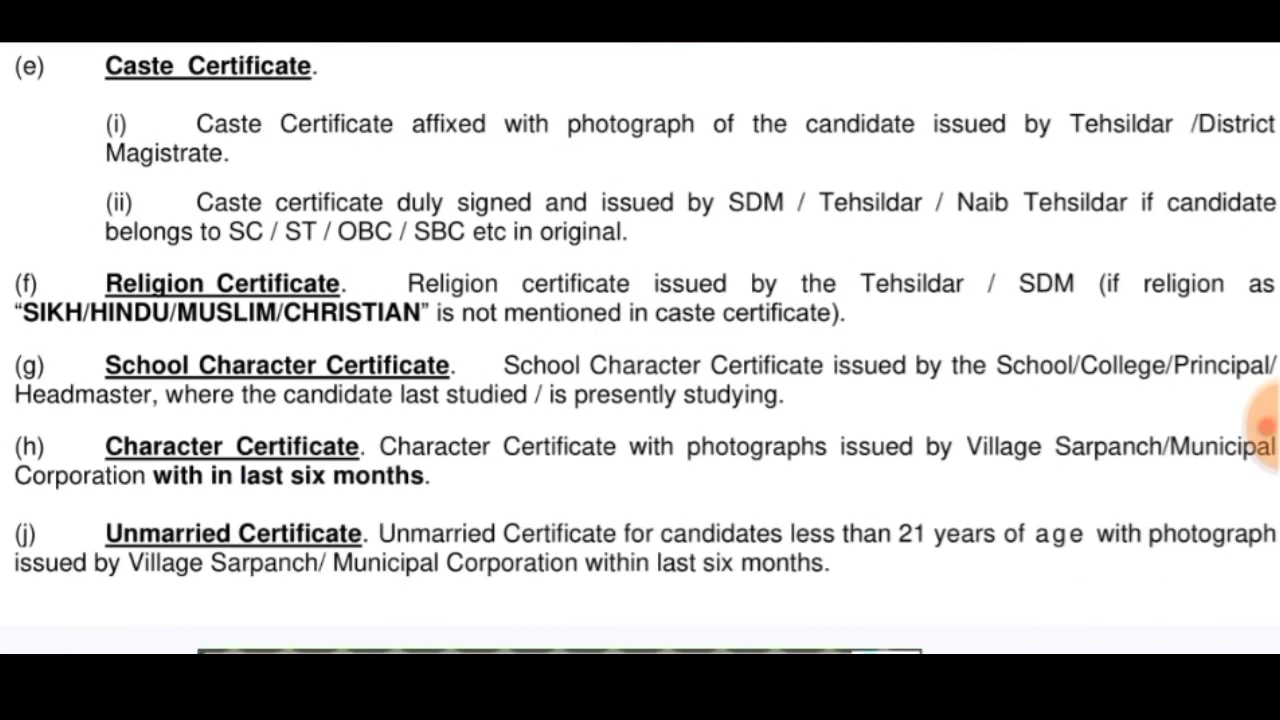 (e) Caste Certificate.
(i) Caste Certificate affixed with photograph of the candidate issued by Tehsildar /District
Magistrate.
(ii) Caste certificate duly signed and issued by SDM / Tehsildar / Naib Tehsildar if candidate
belongs to SC / ST / OBC / SBC etc in original.
(f) Religion Certificate. Religion certificate issued by the Tehsildar / SDM (if religion as
“SIKH/HINDU/MUSLIM/CHRISTIAN” is not mentioned in caste certificate).
(g) School Character Certificate. School Character Certificate issued by the School/College/Principal/
Headmaster, where the candidate last studied / is presently studying.
(h) Character Certificate. Character Certificate with photographs issued by Village Sarpanch/Municipal
Corporation with in last six months.
(j) Unmarried Certificate. Unmarried Certificate for candidates less than 21 years of age with photograph
issued by Village Sarpanch/ Municipal Corporation within last six months.